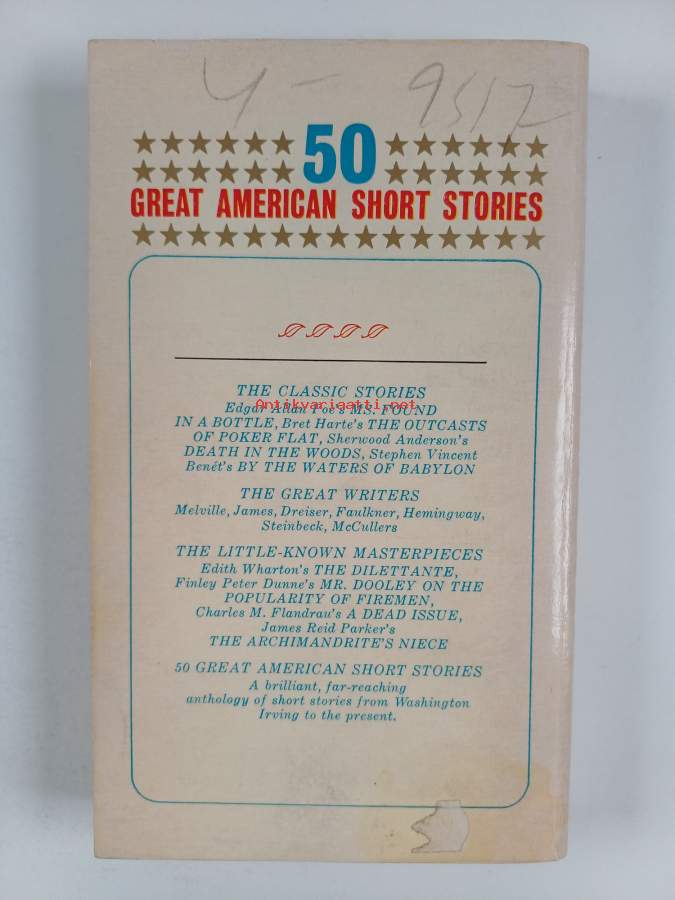 4 - 9512
50
GREAT AMERICAN SHORT STORIES
THE CLASSIC STORIES
Antikvariaatti.net
Edgar Allan Poe's MS. FOUND
IN A BOTTLE, Bret Harte's THE OUTCASTS
OF POKER FLAT, Sherwood Anderson's
DEATH IN THE WOODS, Stephen Vincent
Benét's BY THE WATERS OF BABYLON
THE GREAT WRITERS
Melville, James, Dreiser, Faulkner, Hemingway,
Steinbeck, McCullers
THE LITTLE-KNOWN MASTERPIECES
Edith Wharton's THE DILETTANTE,
Finley Peter Dunne's MR. DOOLEY ON THE
POPULARITY OF FIREMEN,
Charles M. Flandrau's A DEAD ISSUE,
James Reid Parker's
THE ARCHIMANDRITE'S NIECE
50 GREAT AMERICAN SHORT STORIES
A brilliant, far-reaching
anthology of short stories from Washington
Irving to the present.